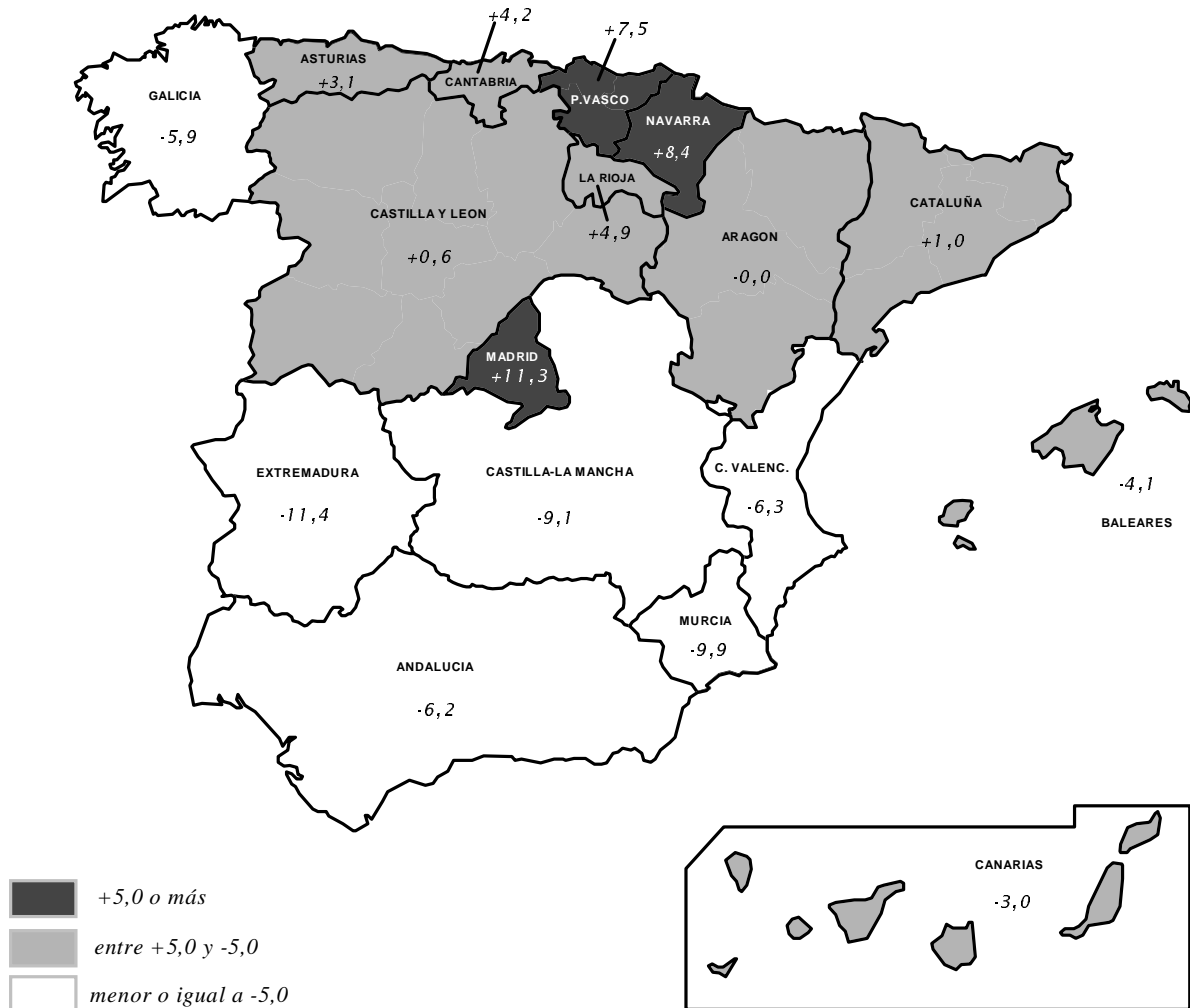 +4,2
+7,5
ASTURIAS
+3,1
CANTABRIA
P.VASCO
GALICIA
-5,9
NAVARRA
+8,4
LA RIOJA
+4,9
CASTILLA Y LEON
+0,6
ARAGON
-0,0
CATALUÑA
+1,0
MADRID
+11,3
EXTREMADURA
-11,4
CASTILLA-LA MANCHA
-9,1
C. VALENC.
-6,3
-4,1
BALEARES
MURCIA
-9,9
ANDALUCIA
-6,2
CANARIAS
-3,0
+5,0 o más
entre +5,0 y -5,0
menor o igual a -5,0